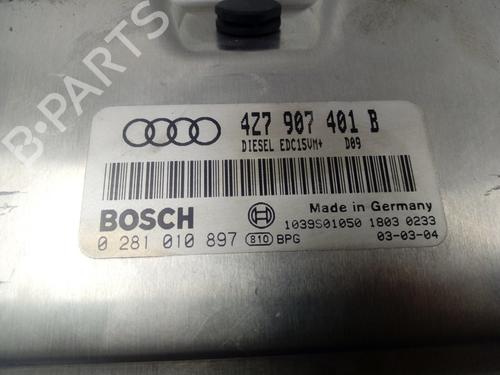 B·PARTS
4Z7 907 401 B
DIESEL EDC15VM+ D09
BOSCH
Made in Germany
1039S01050 1803 0233
0 281 010 897 810 BPG 03-03-04